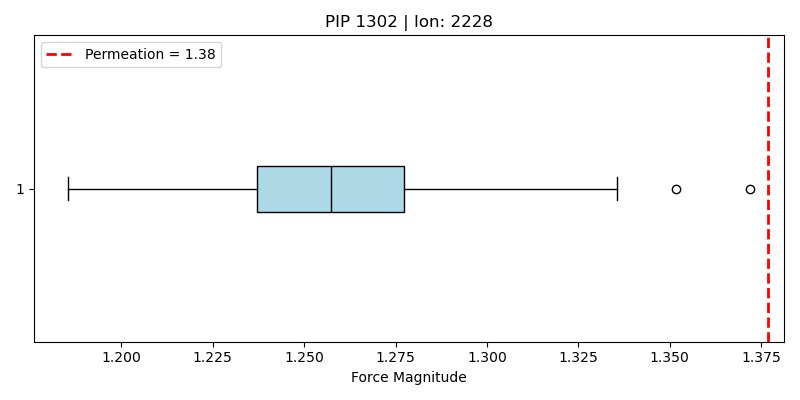 PIP 1302 | lon: 2228
Permeation = 1.38
1
1.200 1.225 1.250 1.275 1.300 1.325 1.350 1.375
Force Magnitude